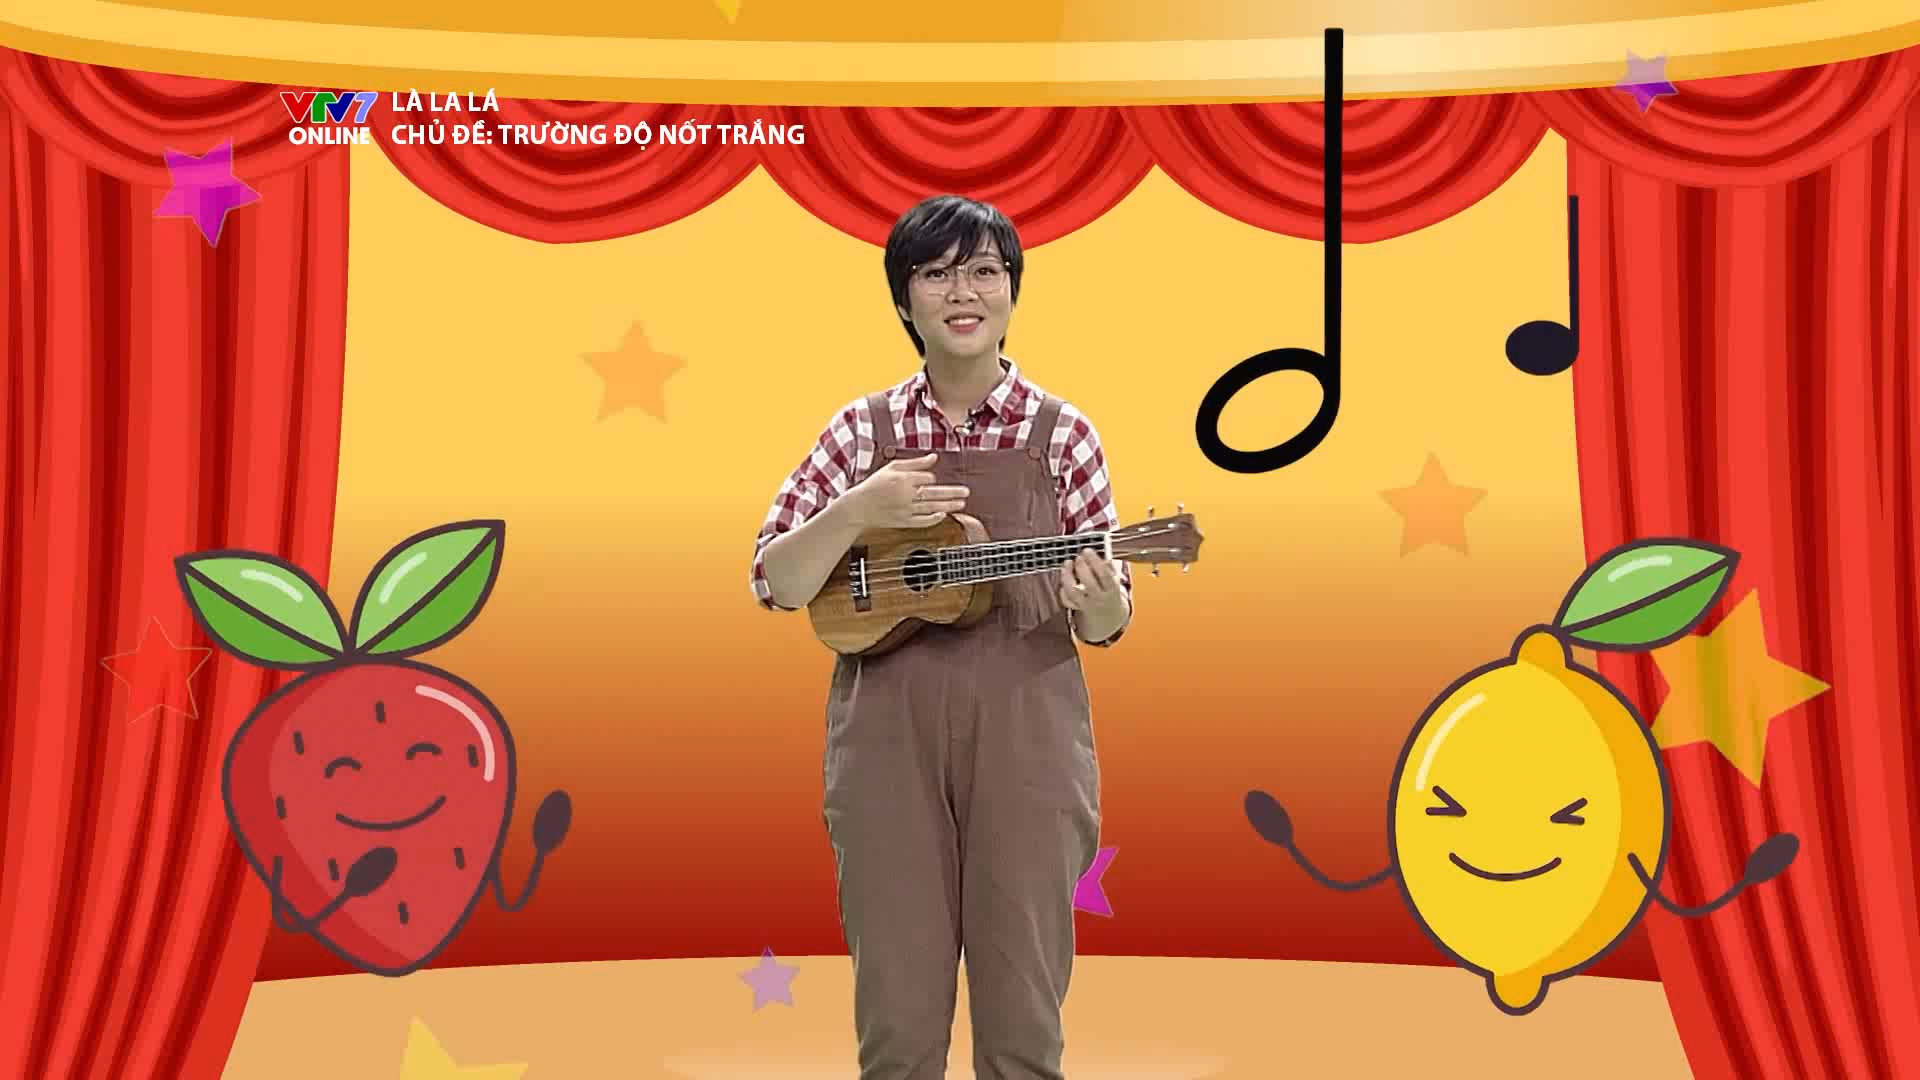 VTV7 LÀ LA LÁ
ONLINE CHỦ ĐỀ: TRƯỜNG ĐỘ NỐT TRẮNG